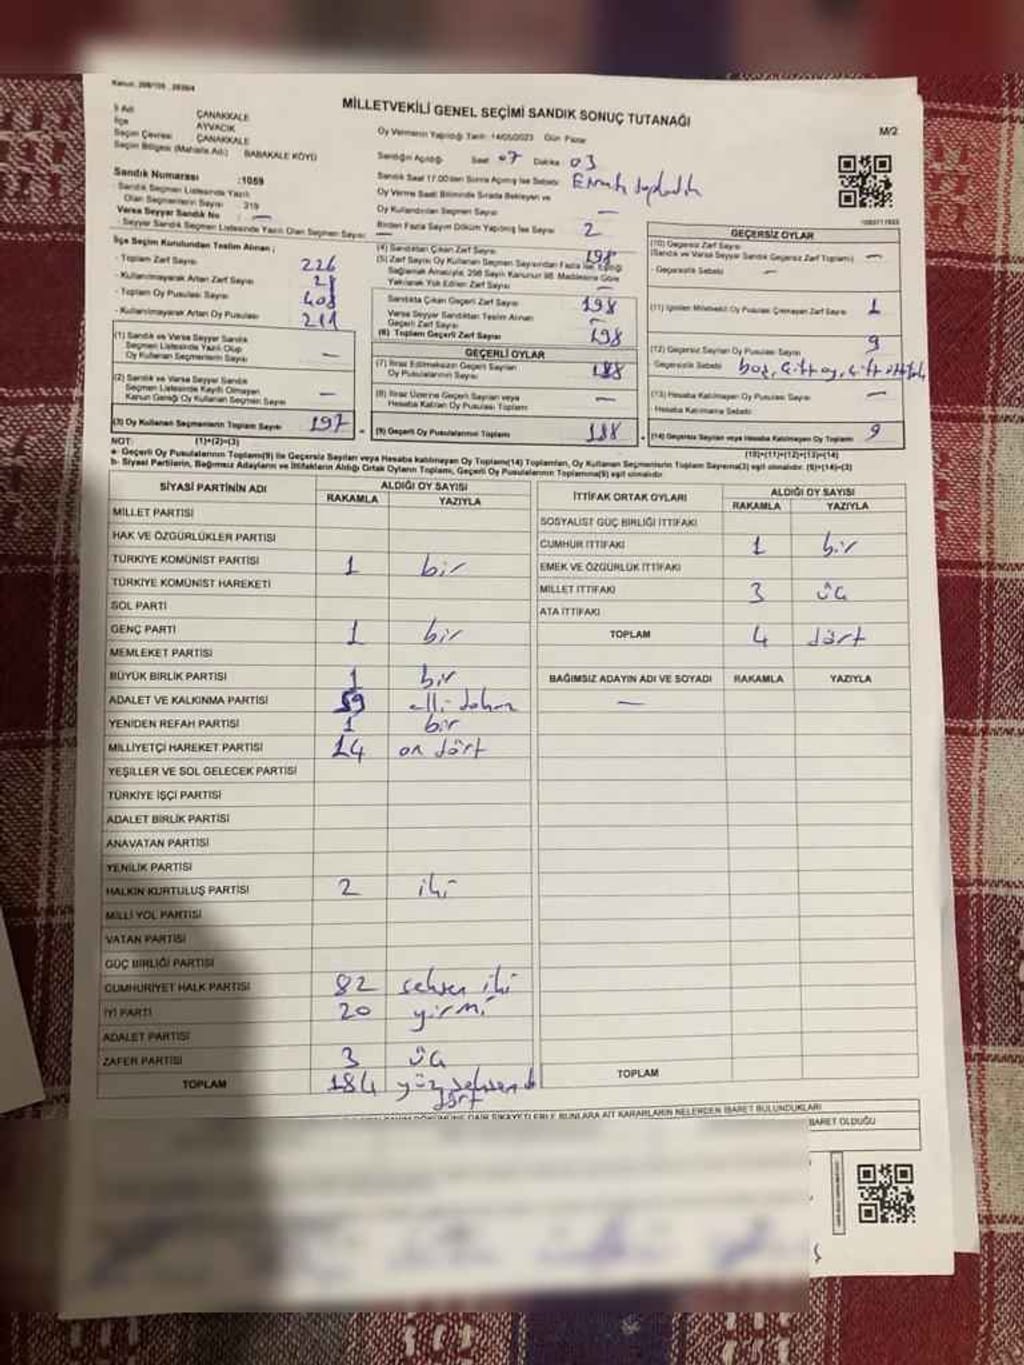 MİLLETVEKİLİ GENEL SEÇİMİ SANDIK SONUÇ TUTANAĞI
M/2
İl Adı ÇANAKKALE
İlçe AYVACIK
Seçim Çevresi ÇANAKKALE
Seçim Bölgesi (Mahalle Adı) BABAKALE KÖYÜ
Sandık Numarası :1059
Sandık Seçmen Listesinde Yazılı
Olan Seçmenlerin Sayısı 319
Varsa Seyyar Sandık No : —
Seyyar Sandık Seçmen Listesinde Yazılı Olan Seçmen Sayısı: —
Oy Vermenin Yapıldığı Tarih: 14/05/2023 Gün Pazar
Sandığın Açıldığı Saat 07 Dakika 03
Sandık Saat 17.00'den Sonra Açılmış İse Sebebi: Evrak
Oy Verme Saati Bitiminde Sırada Bekleyen ve
Oy Kullandırılan Seçmen Sayısı —
Birden Fazla Sayım Döküm Yapılmış İse Sayısı 2
İlçe Seçim Kurulundan Teslim Alınan ;
- Toplam Zarf Sayısı 226
- Kullanılmayarak Artan Zarf Sayısı 28
- Toplam Oy Pusulası Sayısı 408
- Kullanılmayarak Artan Oy Pusulası 211
(1) Sandık ve Varsa Seyyar Sandık
Seçmen Listesinde Yazılı Olup
Oy Kullanan Seçmenlerin Sayısı —
(2) Sandık ve Varsa Seyyar Sandık
Seçmen Listesinde Kaydı Olmayan
Kanun Gereği Oy Kullanan Seçmen Sayısı —
(3) Oy Kullanan Seçmenlerin Toplam Sayısı 197
(4) Sandıktan Çıkan Zarf Sayısı 198
(5) Zarf Sayısı Oy Kullanan Seçmen Sayısından Fazla İse, Eşitliği
Sağlamak Amacıyla, 298 Sayılı Kanunun 98. Maddesine Göre
Yakılarak Yok Edilen Zarf Sayısı —
Sandıkta Çıkan Geçerli Zarf Sayısı 198
Varsa Seyyar Sandıktan Teslim Alınan
Geçerli Zarf Sayısı —
(6) Toplam Geçerli Zarf Sayısı 198
GEÇERLİ OYLAR
(7) İtiraz Edilmeksizin Geçerli Sayılan
Oy Pusulalarının Sayısı 188
(8) İtiraz Üzerine Geçerli Sayılan veya
Hesaba Katılan Oy Pusulası Toplamı —
(9) Geçerli Oy Pusulalarının Toplamı 188
GEÇERSİZ OYLAR
(10) Geçersiz Zarf Sayısı
(Sandık ve Varsa Seyyar Sandık Geçersiz Zarf Toplamı) —
- Geçersizlik Sebebi —
(11) İçinden Milletvekili Oy Pusulası Çıkmayan Zarf Sayısı 1
(12) Geçersiz Sayılan Oy Pusulası Sayısı 9
- Geçersizlik Sebebi boş, çift oy, çift
(13) Hesaba Katılmayan Oy Pusulası Sayısı —
- Hesaba Katılmama Sebebi
(14) Geçersiz Sayılan veya Hesaba Katılmayan Oy Toplamı 9
NOT: (1)+(2)=(3) (10)+(11)+(12)+(13)=(14)
a- Geçerli Oy Pusulalarının Toplamı(9) ile Geçersiz Sayılan veya Hesaba katılmayan Oy Toplamı(14) Toplamları, Oy Kullanan Seçmenlerin Toplam Sayısına(3) eşit olmalıdır. (9)+(14)=(3)
b- Siyasi Partilerin, Bağımsız Adayların ve İttifakların Aldığı Ortak Oyların Toplamı, Geçerli Oy Pusulalarının Toplamına(9) eşit olmalıdır.
SİYASİ PARTİNİN ADI ALDIĞI OY SAYISI
RAKAMLA YAZIYLA
MİLLET PARTİSİ
HAK VE ÖZGÜRLÜKLER PARTİSİ
TÜRKİYE KOMÜNİST PARTİSİ 1 bir
TÜRKİYE KOMÜNİST HAREKETİ
SOL PARTİ
GENÇ PARTİ 1 bir
MEMLEKET PARTİSİ
BÜYÜK BİRLİK PARTİSİ 1 bir
ADALET VE KALKINMA PARTİSİ 59 elli dokuz
YENİDEN REFAH PARTİSİ 1 bir
MİLLİYETÇİ HAREKET PARTİSİ 14 on dört
YEŞİLLER VE SOL GELECEK PARTİSİ
TÜRKİYE İŞÇİ PARTİSİ
ADALET BİRLİK PARTİSİ
ANAVATAN PARTİSİ
YENİLİK PARTİSİ
HALKIN KURTULUŞ PARTİSİ 2 iki
MİLLİ YOL PARTİSİ
VATAN PARTİSİ
GÜÇ BİRLİĞİ PARTİSİ
CUMHURİYET HALK PARTİSİ 82 seksen iki
İYİ PARTİ 20 yirmi
ADALET PARTİSİ
ZAFER PARTİSİ 3 üç
TOPLAM 184 yüz seksen dört
İTTİFAK ORTAK OYLARI ALDIĞI OY SAYISI
RAKAMLA YAZIYLA
SOSYALİST GÜÇ BİRLİĞİ İTTİFAKI
CUMHUR İTTİFAKI 1 bir
EMEK VE ÖZGÜRLÜK İTTİFAKI
MİLLET İTTİFAKI 3 üç
ATA İTTİFAKI
TOPLAM 4 dört
BAĞIMSIZ ADAYIN ADI VE SOYADI RAKAMLA YAZIYLA
—
TOPLAM
DÖKÜMÜNE DAİR ŞİKAYETLERLE BUNLARA AİT KARARLARIN NELERDEN İBARET BULUNDUKLARI
İBARET OLDUĞU